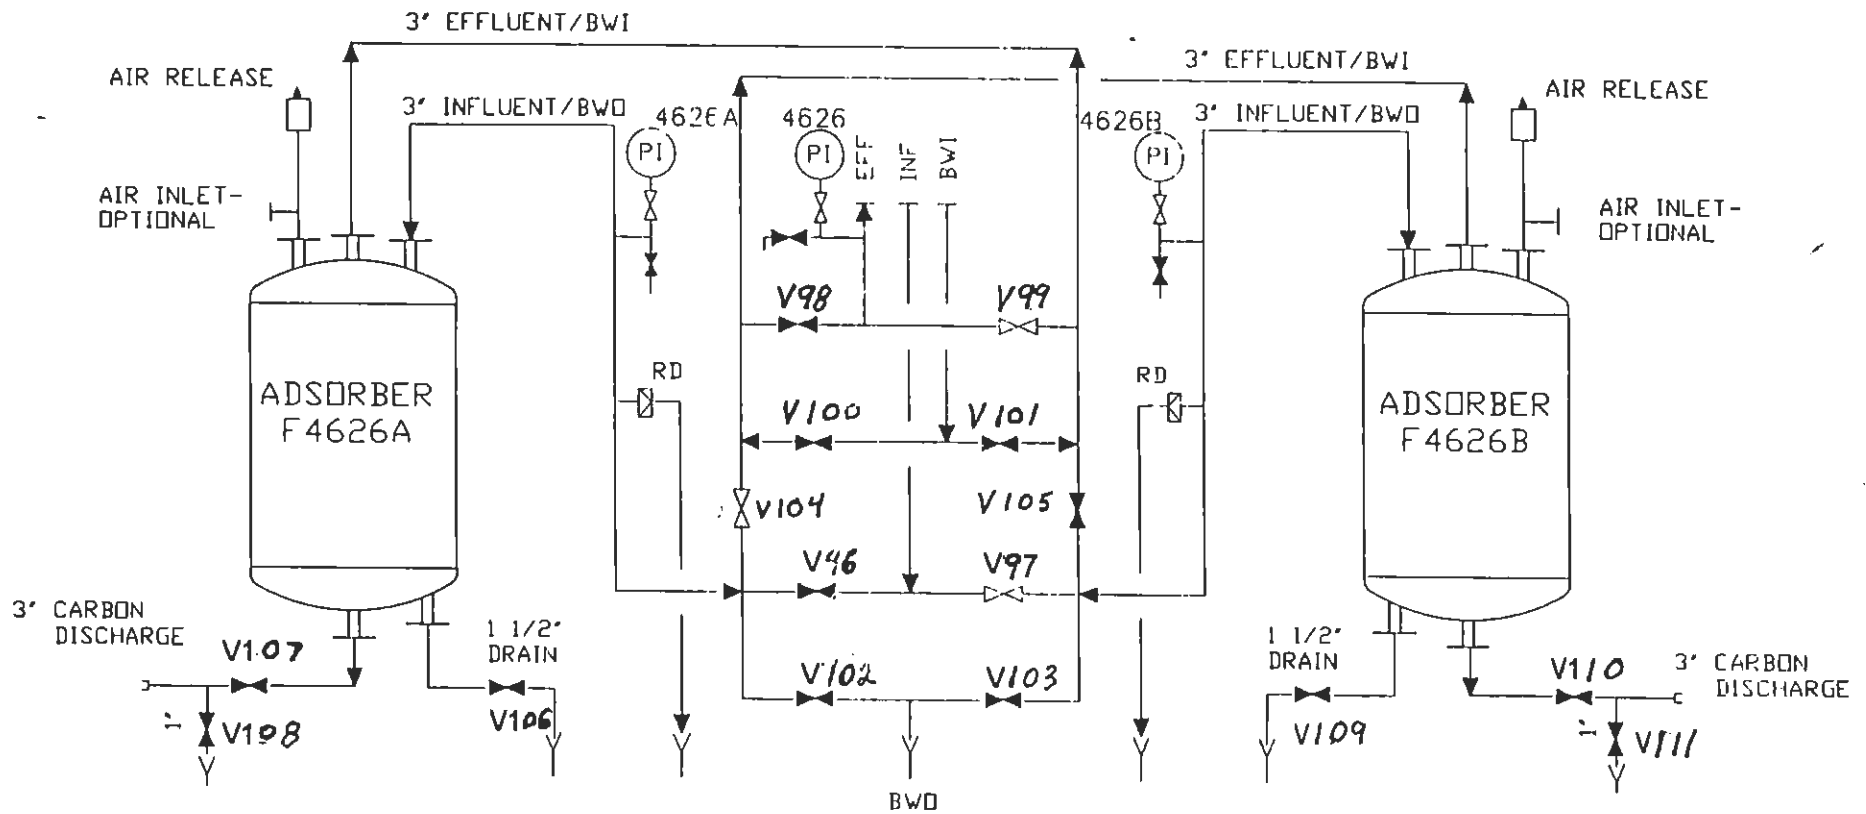 3" EFFLUENT/BWI
3" EFFLUENT/BWI
AIR RELEASE
AIR RELEASE
3" INFLUENT/BWO
3" INFLUENT/BWO
4626A
4626
4626B
PI
PI
PI
EFF
INF
BWI
AIR INLET-
OPTIONAL
AIR INLET-
OPTIONAL
V98
V99
RD
RD
ADSORBER
F4626A
ADSORBER
F4626B
V100
V101
V104
V105
V46
V97
3" CARBON
DISCHARGE
1 1/2"
DRAIN
1 1/2"
DRAIN
3" CARBON
DISCHARGE
V107
V102
V103
V110
1"
V108
V106
V109
1"
V111
BWO